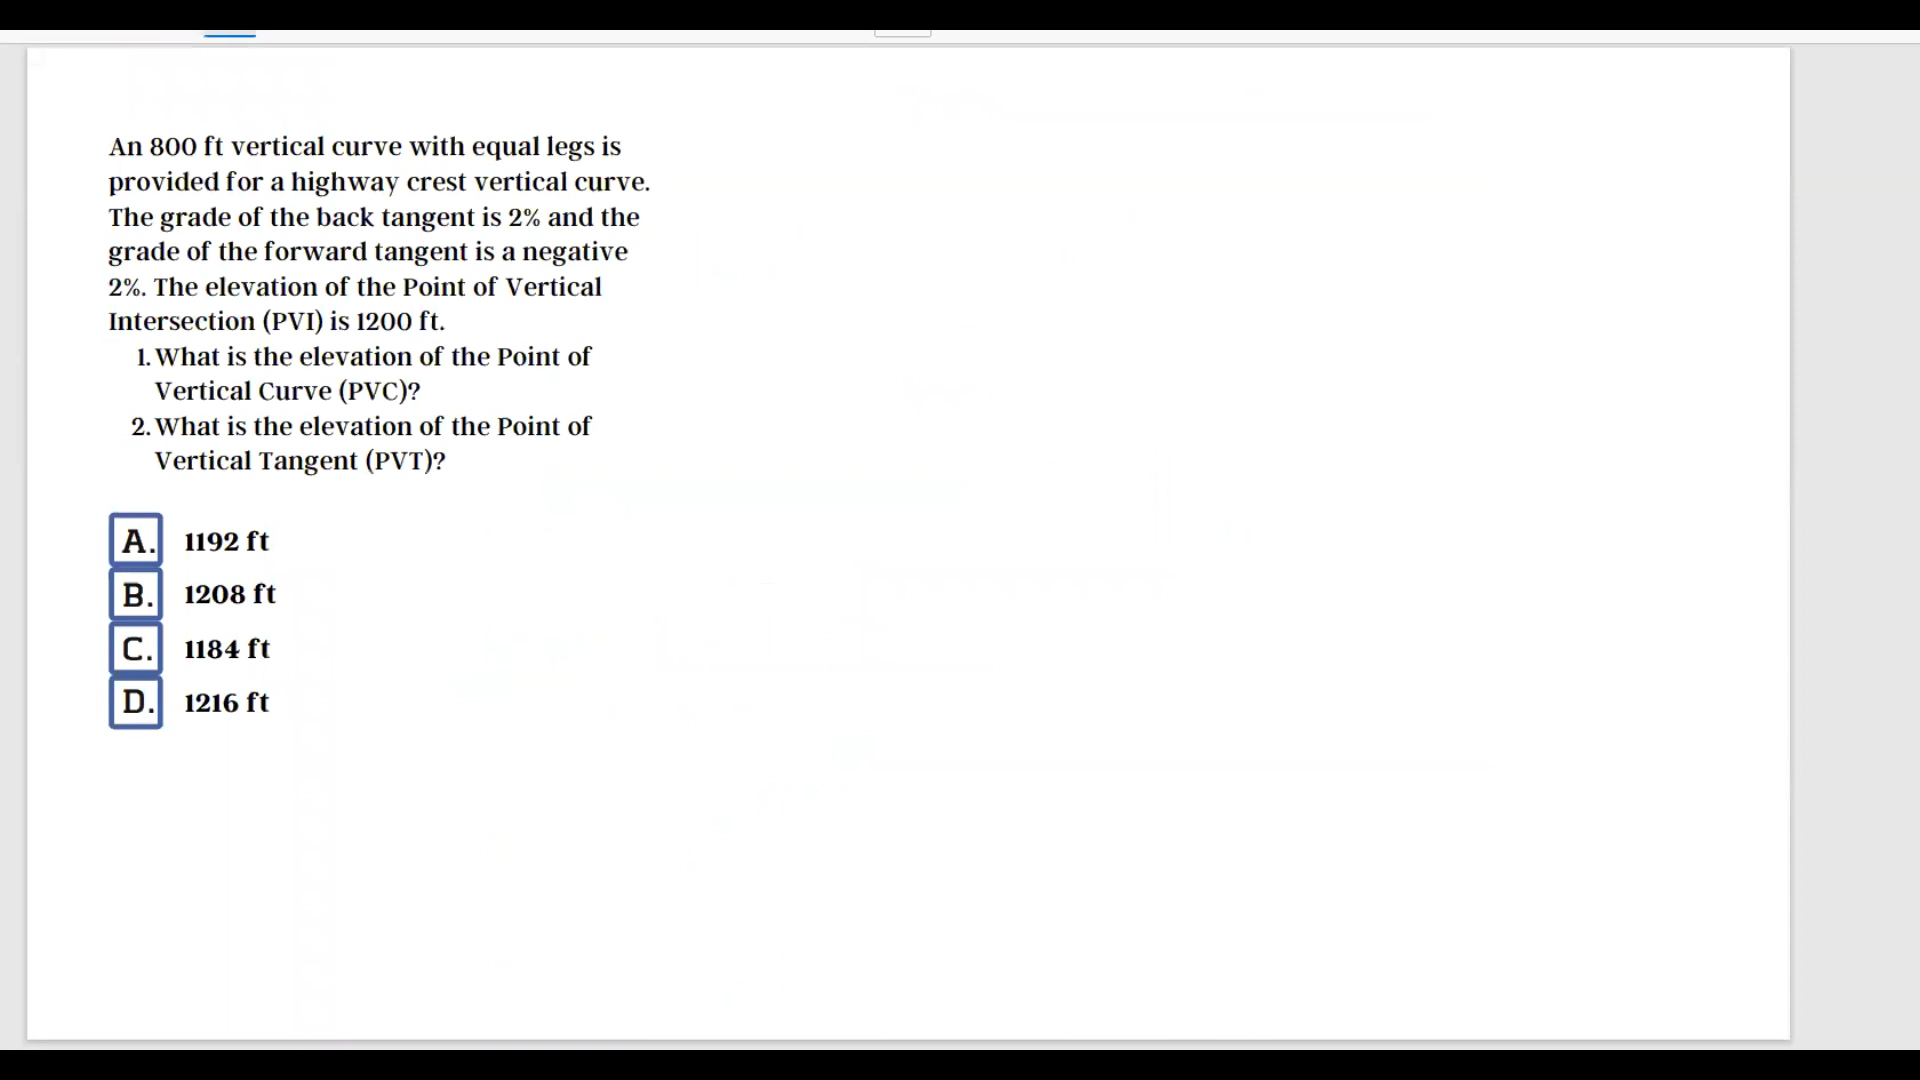 An 800 ft vertical curve with equal legs is
provided for a highway crest vertical curve.
The grade of the back tangent is 2% and the
grade of the forward tangent is a negative
2%. The elevation of the Point of Vertical
Intersection (PVI) is 1200 ft.
1. What is the elevation of the Point of
Vertical Curve (PVC)?
2. What is the elevation of the Point of
Vertical Tangent (PVT)?
A. 1192 ft
B. 1208 ft
C. 1184 ft
D. 1216 ft